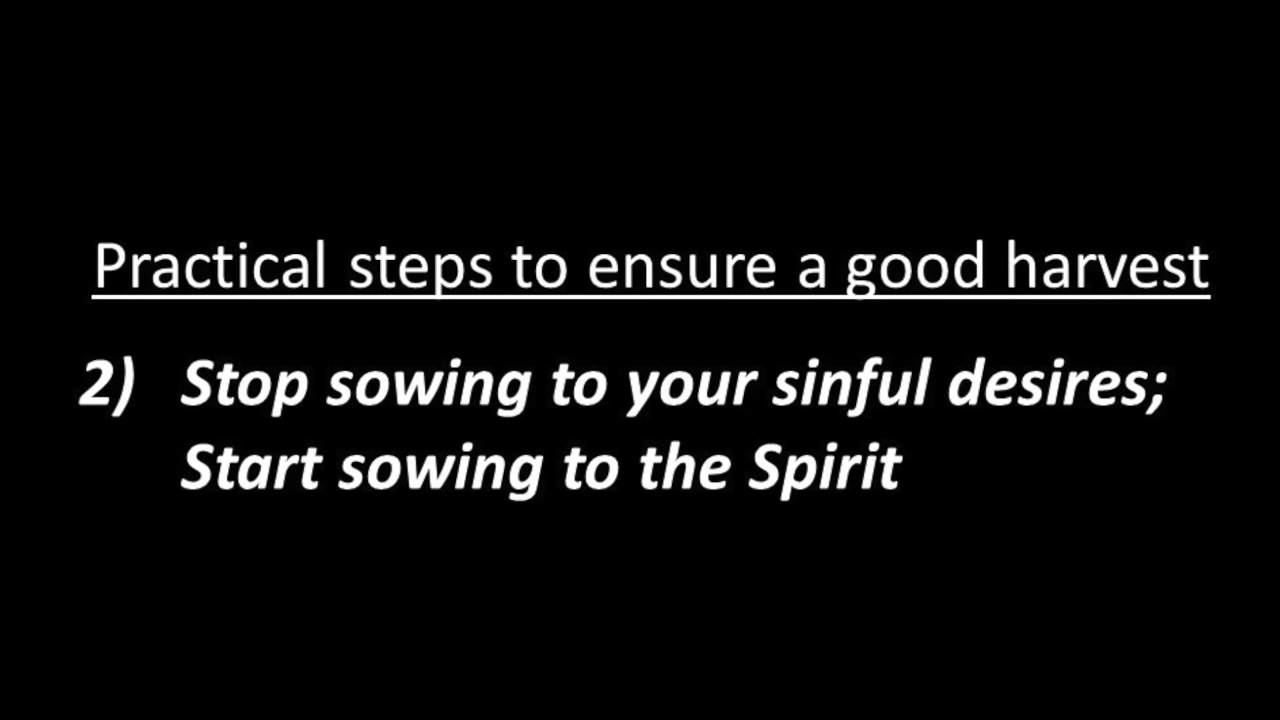 Practical steps to ensure a good harvest
2) Stop sowing to your sinful desires;
Start sowing to the Spirit